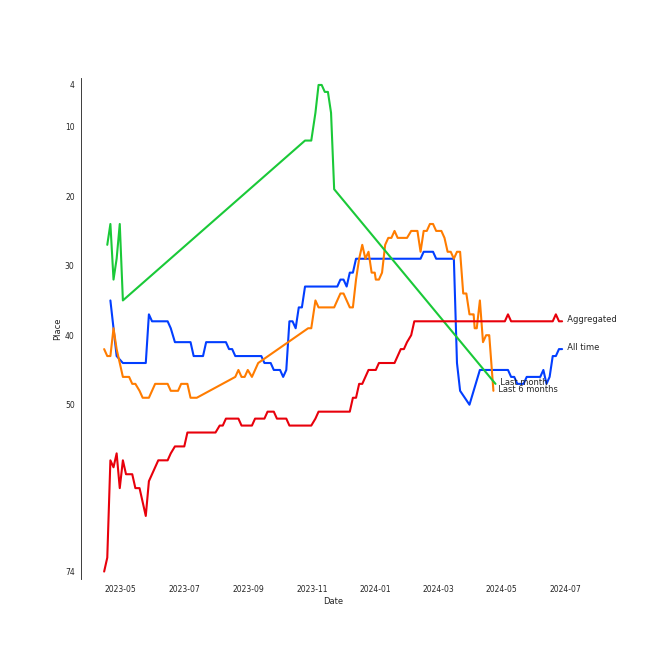 4
10
20
30
40
50
74
Place
Aggregated
All time
Last month
Last 6 months
2023-05
2023-07
2023-09
2023-11
2024-01
2024-03
2024-05
2024-07
Date